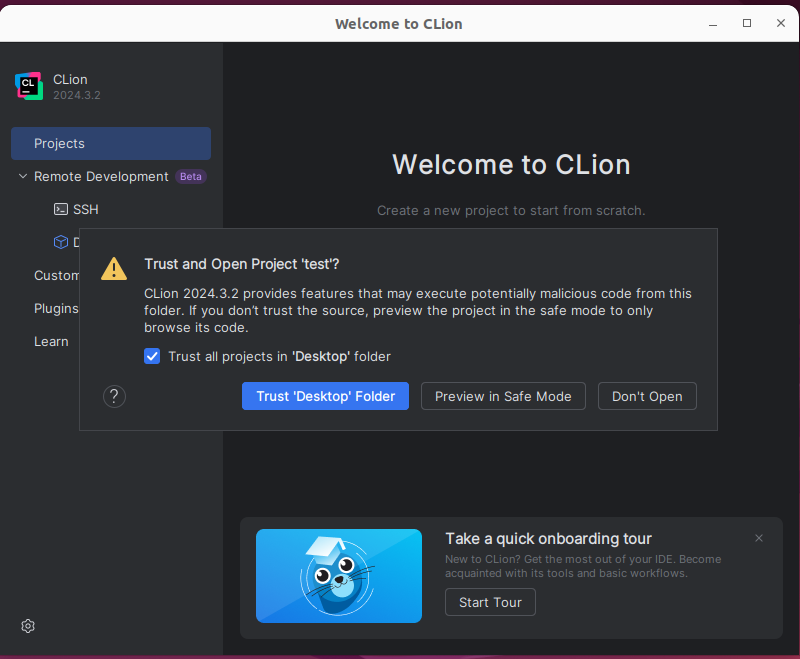 Welcome to CLion
CL
CLion
2024.3.2
Projects
Remote Development Beta
SSH
D
Custom
Plugins
Learn
Welcome to CLion
Create a new project to start from scratch.
Trust and Open Project 'test'?
CLion 2024.3.2 provides features that may execute potentially malicious code from this
folder. If you don’t trust the source, preview the project in the safe mode to only
browse its code.
Trust all projects in 'Desktop' folder
?
Trust 'Desktop' Folder
Preview in Safe Mode
Don't Open
Take a quick onboarding tour
New to CLion? Get the most out of your IDE. Become
acquainted with its tools and basic workflows.
Start Tour